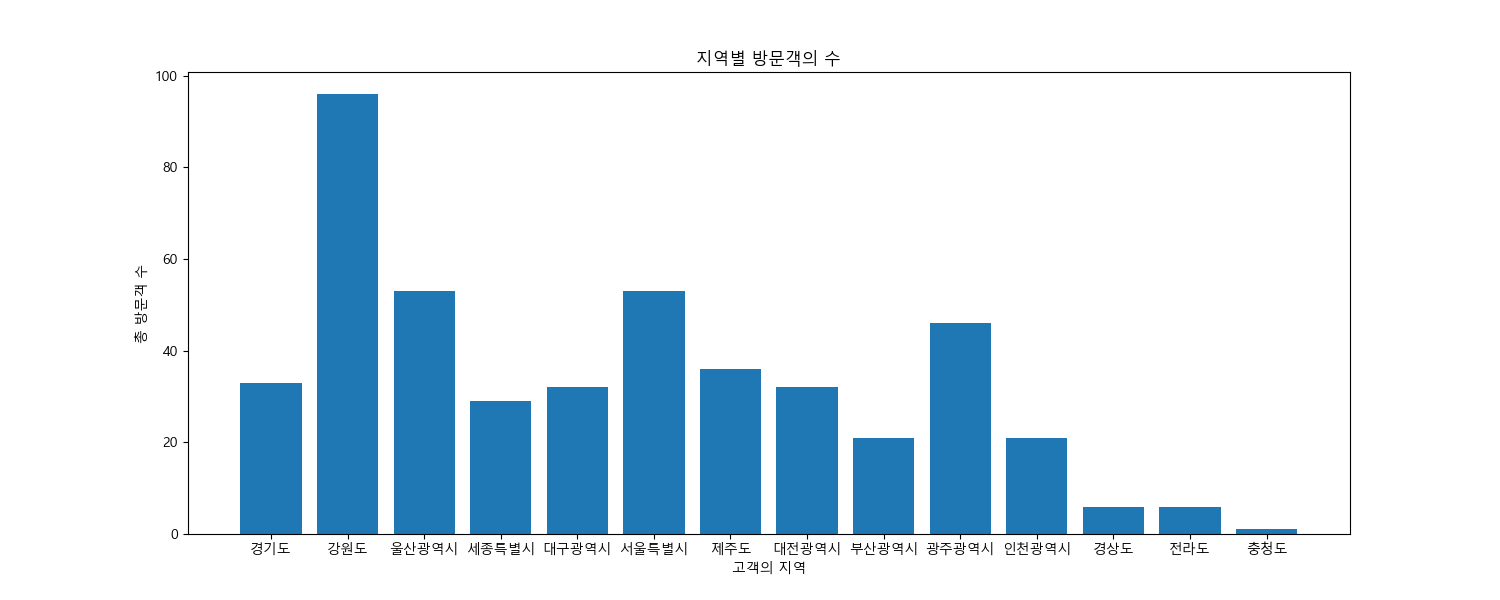 지역별 방문객의 수
총 방문객 수
100
80
60
40
20
0
경기도 강원도 울산광역시 세종특별시 대구광역시 서울특별시 제주도 대전광역시 부산광역시 광주광역시 인천광역시 경상도 전라도 충청도
고객의 지역